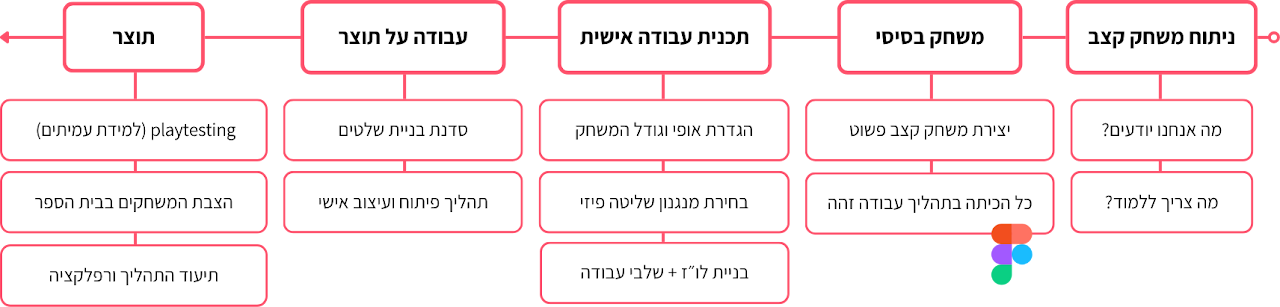 ניתוח משחק קצב
מה אנחנו יודעים?
מה צריך ללמוד?
משחק בסיסי
יצירת משחק קצב פשוט
כל הכיתה בתהליך עבודה זהה
תכנית עבודה אישית
הגדרת אופי וגודל המשחק
בחירת מנגנון שליטה פיזי
בניית לו״ז + שלבי עבודה
עבודה על תוצר
סדנת בניית שלטים
תהליך פיתוח ועיצוב אישי
תוצר
playtesting (למידת עמיתים)
הצבת המשחקים בבית הספר
תיעוד התהליך ורפלקציה